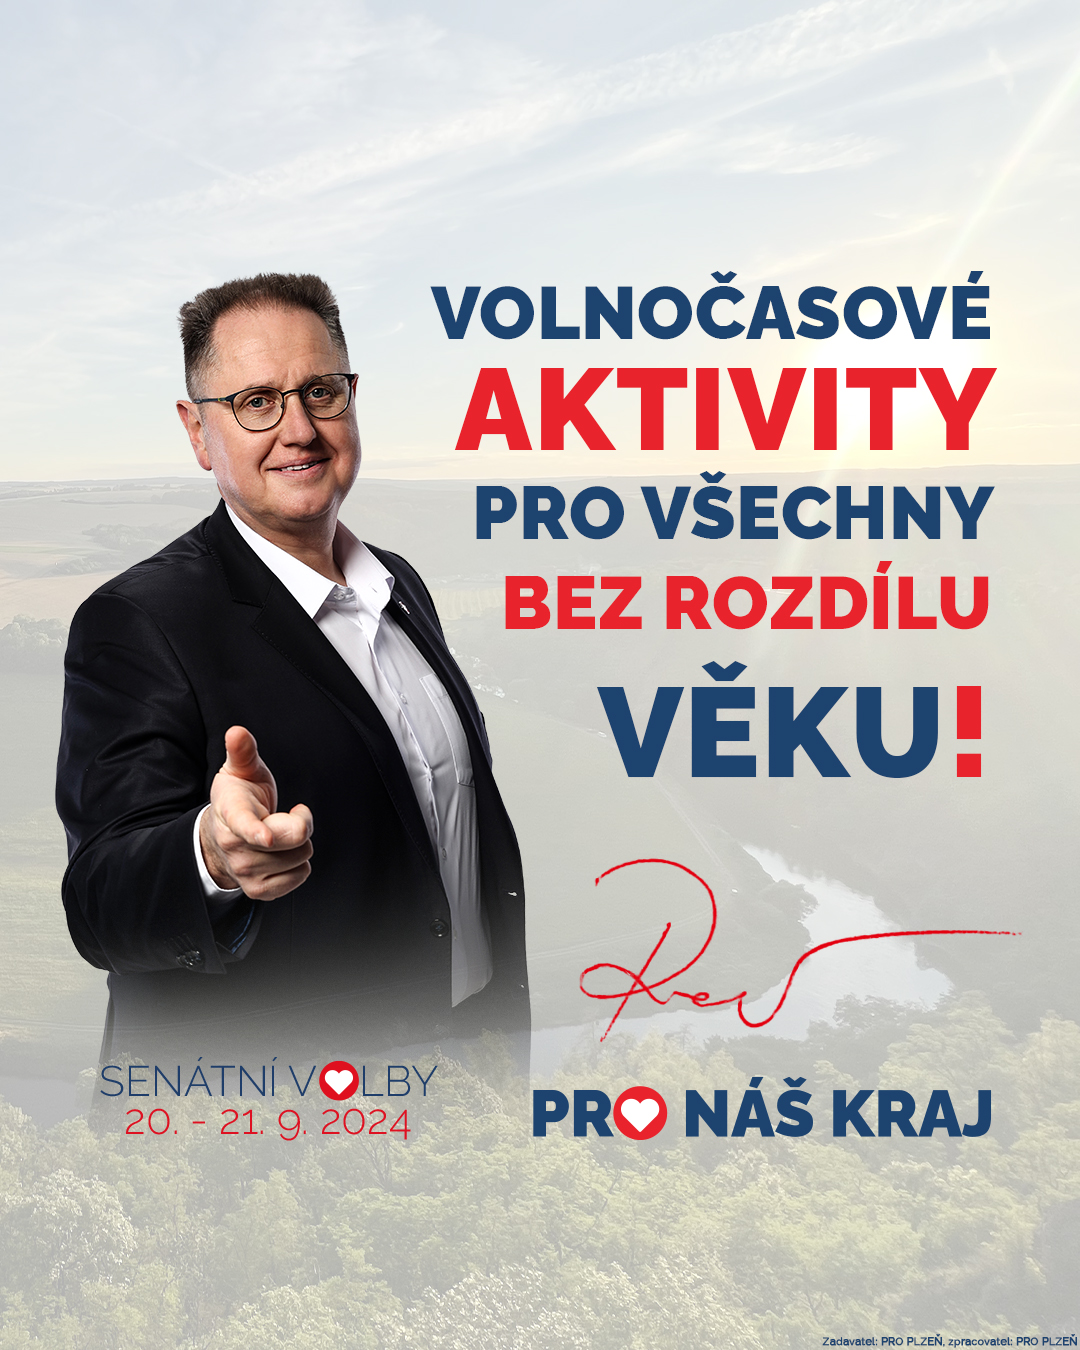 VOLNOČASOVÉ
AKTIVITY
PRO VŠECHNY
BEZ ROZDÍLU
VĚKU!
SENÁTNÍ VOLBY
20. - 21. 9. 2024
PRO NÁŠ KRAJ
Zadavatel: PRO PLZEŇ, zpracovatel: PRO PLZEŇ